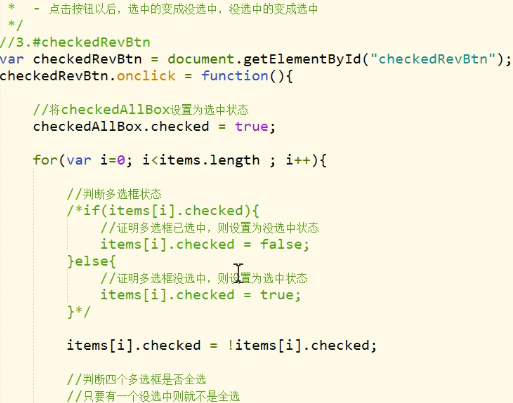 * - 点击按钮以后，选中的变成没选中，没选中的变成选中
*/
//3.#checkedRevBtn
var checkedRevBtn = document.getElementById("checkedRevBtn");
checkedRevBtn.onclick = function(){
//将checkedAllBox设置为选中状态
checkedAllBox.checked = true;
for(var i=0; i<items.length ; i++){
//判断多选框状态
/*if(items[i].checked){
//证明多选框已选中，则设置为没选中状态
items[i].checked = false;
}else{
//证明多选框没选中，则设置为选中状态
items[i].checked = true;
}*/
items[i].checked = !items[i].checked;
//判断四个多选框是否全选
//只要有一个没选中则就不是全选